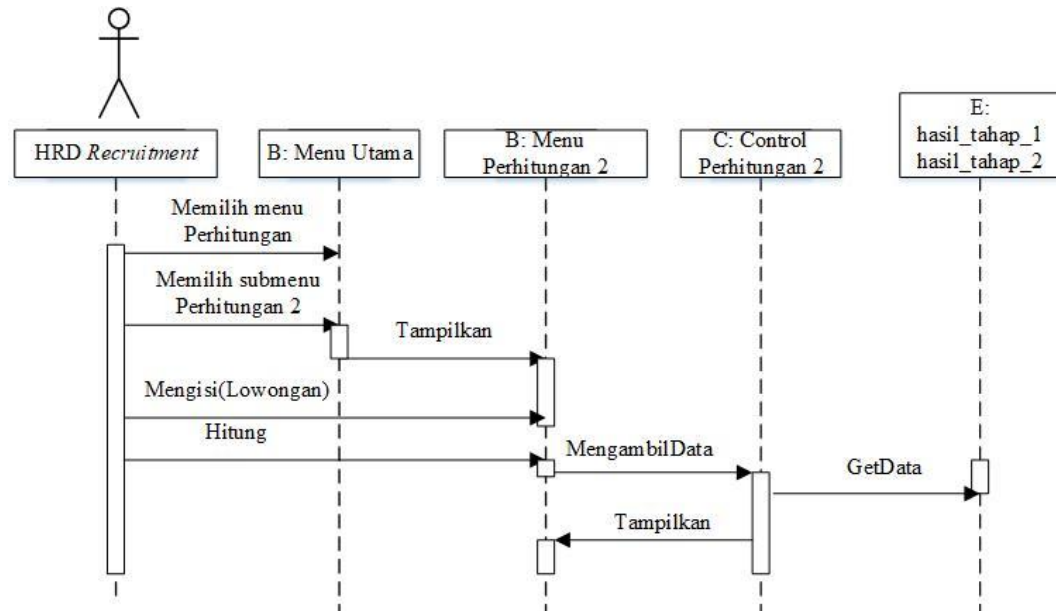 HRD Recruitment
B: Menu Utama
B: Menu
Perhitungan 2
C: Control
Perhitungan 2
E:
hasil_tahap_1
hasil_tahap_2
Memilih menu
Perhitungan
Memilih submenu
Perhitungan 2
Tampilkan
Mengisi(Lowongan)
Hitung
MengambilData
GetData
Tampilkan